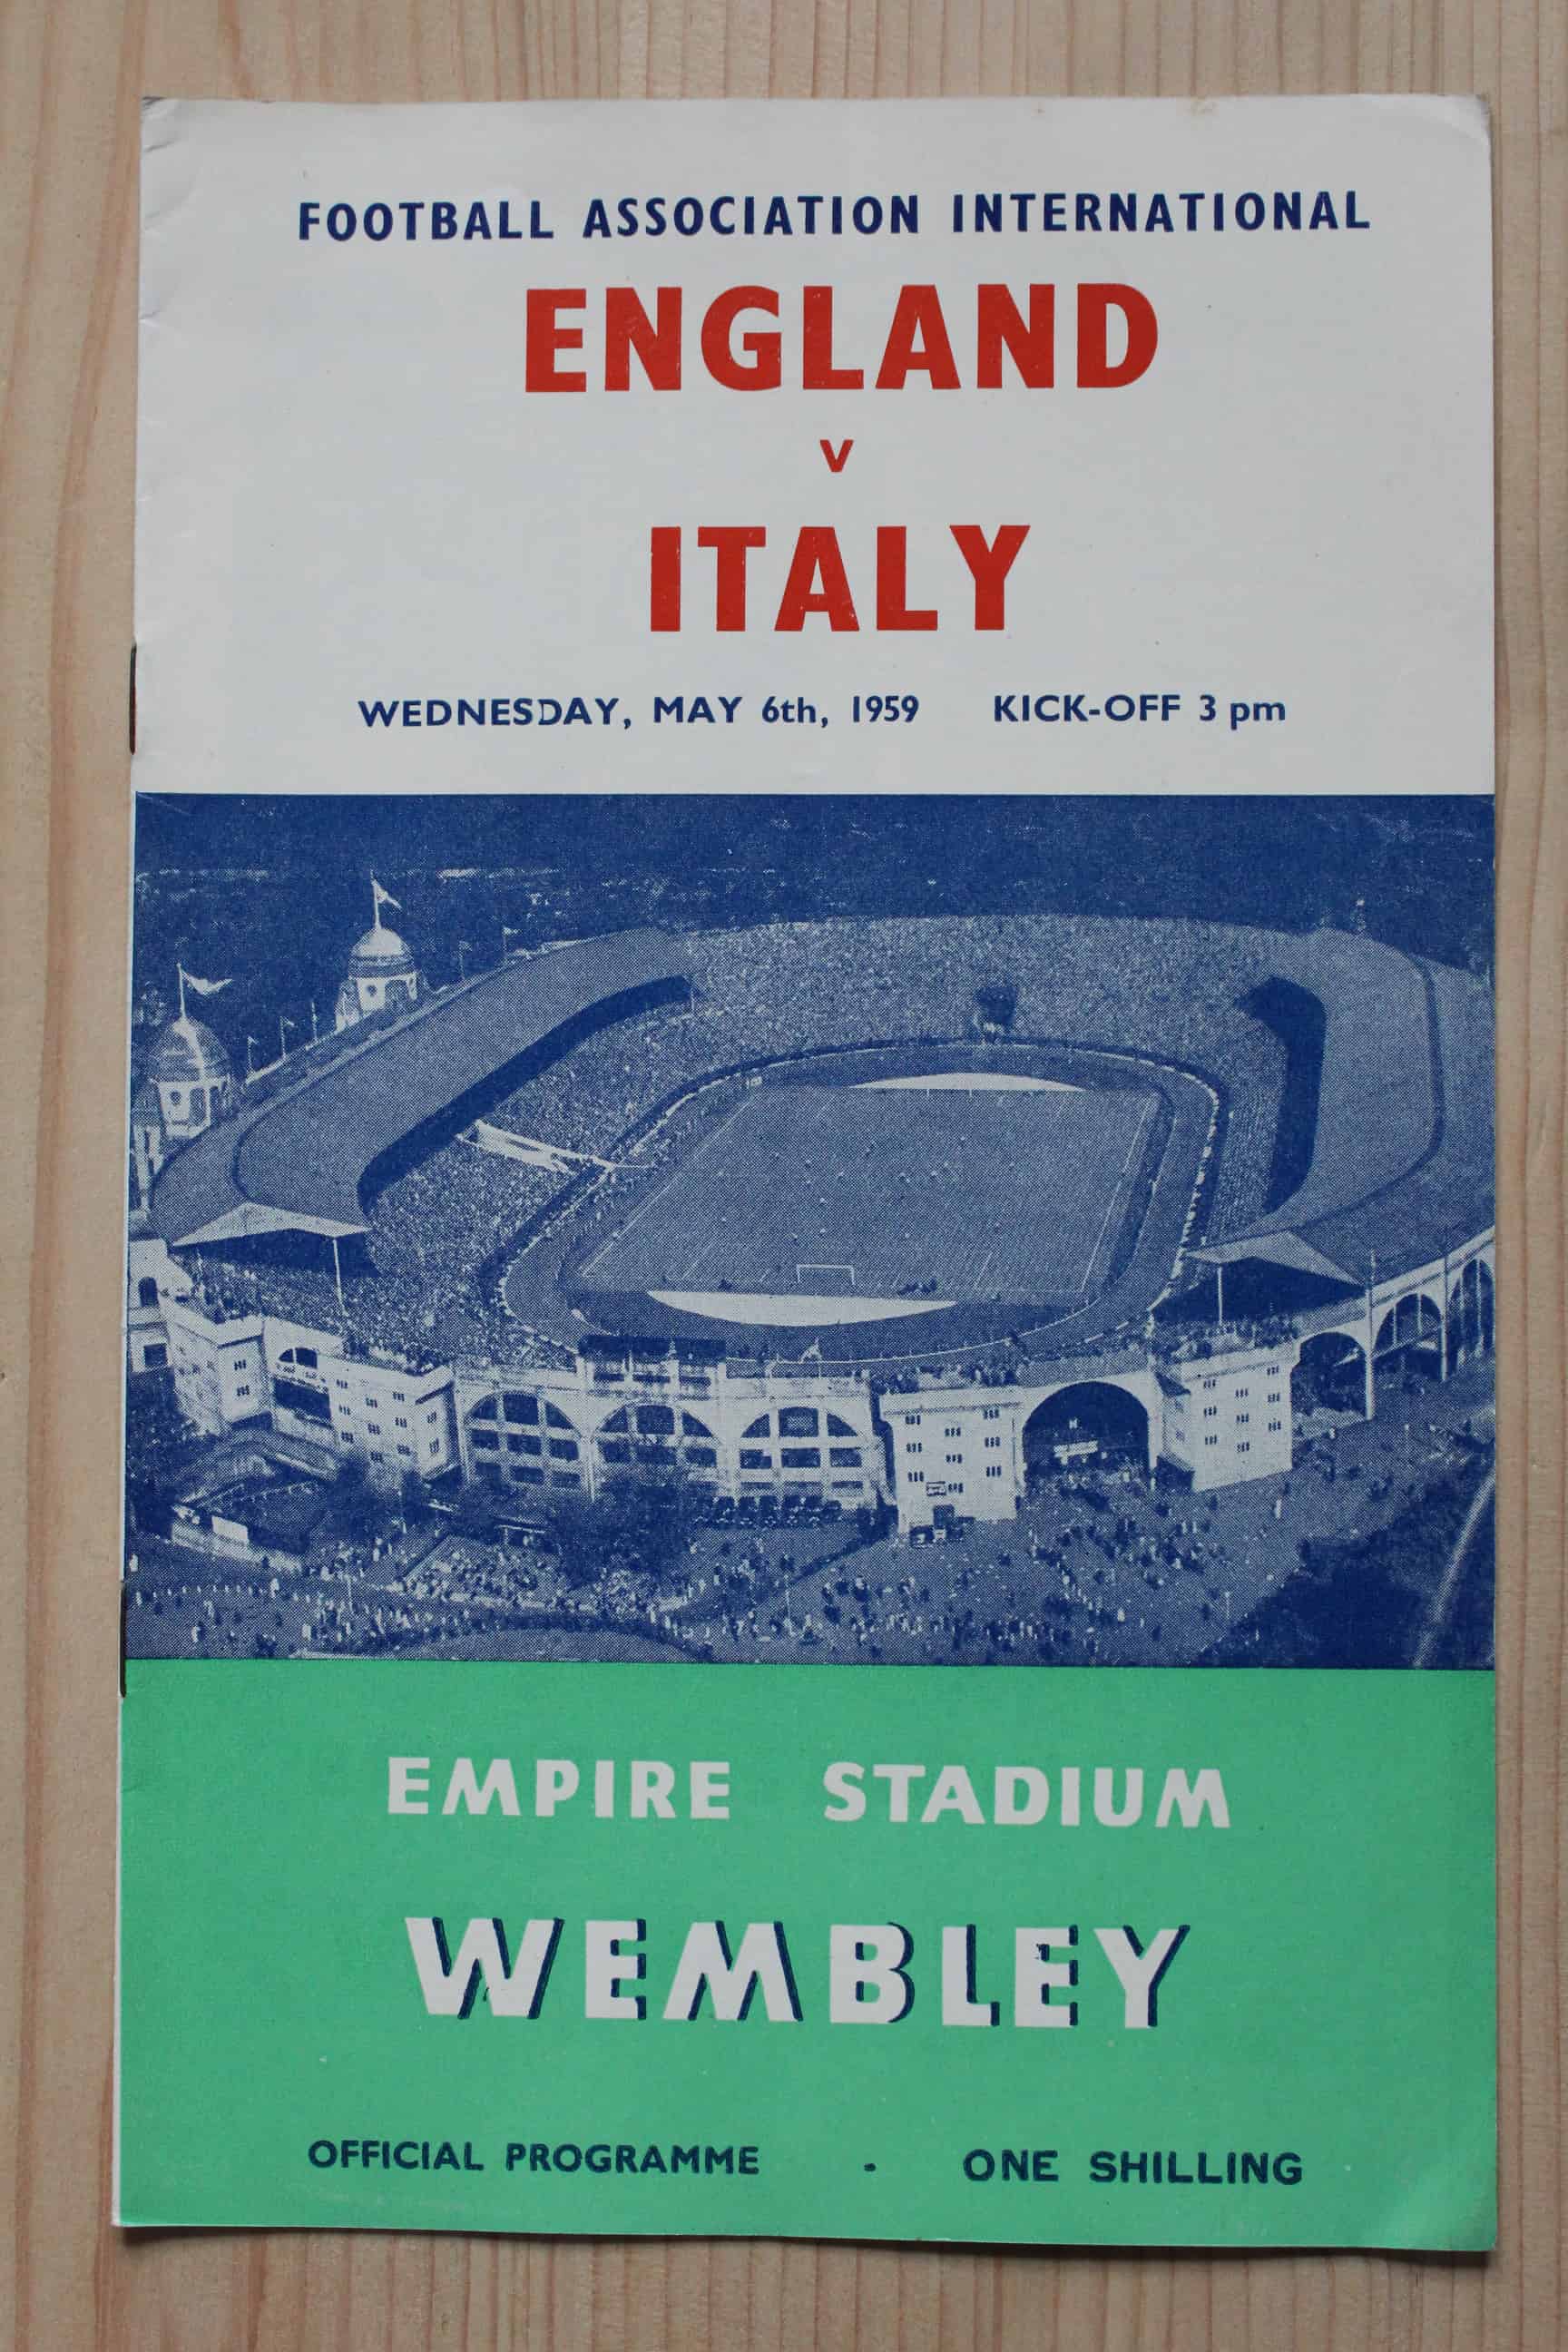 FOOTBALL ASSOCIATION INTERNATIONAL
ENGLAND
v
ITALY
WEDNESDAY, MAY 6th, 1959 KICK-OFF 3 pm
EMPIRE STADIUM
WEMBLEY
OFFICIAL PROGRAMME - ONE SHILLING